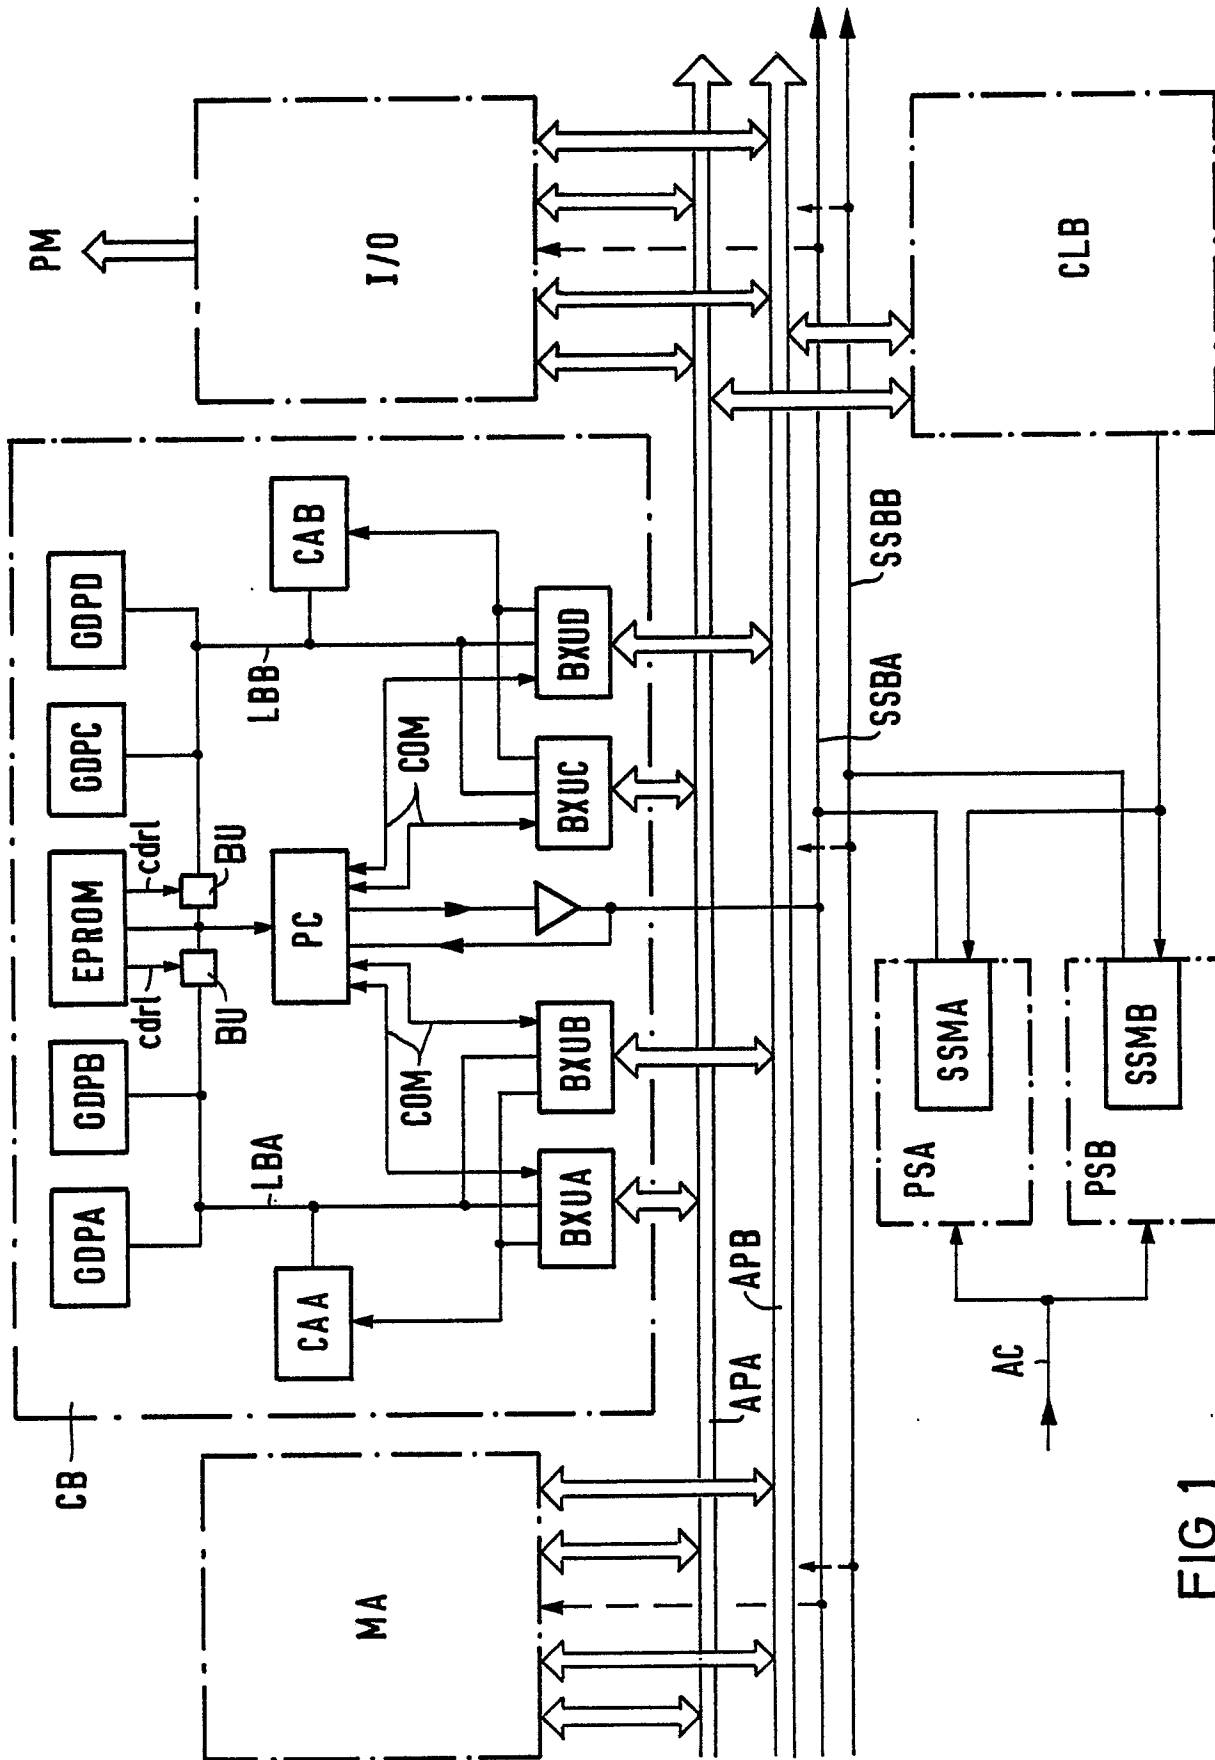 PM
I/O
CB
GDPA
GDPB
EPROM
GDPC
GDPD
cdrl
cdrl
BU
BU
LBA
LBB
CAA
PC
CAB
COM
COM
BXUA
BXUB
BXUC
BXUD
MA
APA
APB
SSBA
SSBB
CLB
PSA
SSMA
PSB
SSMB
AC
FIG 1